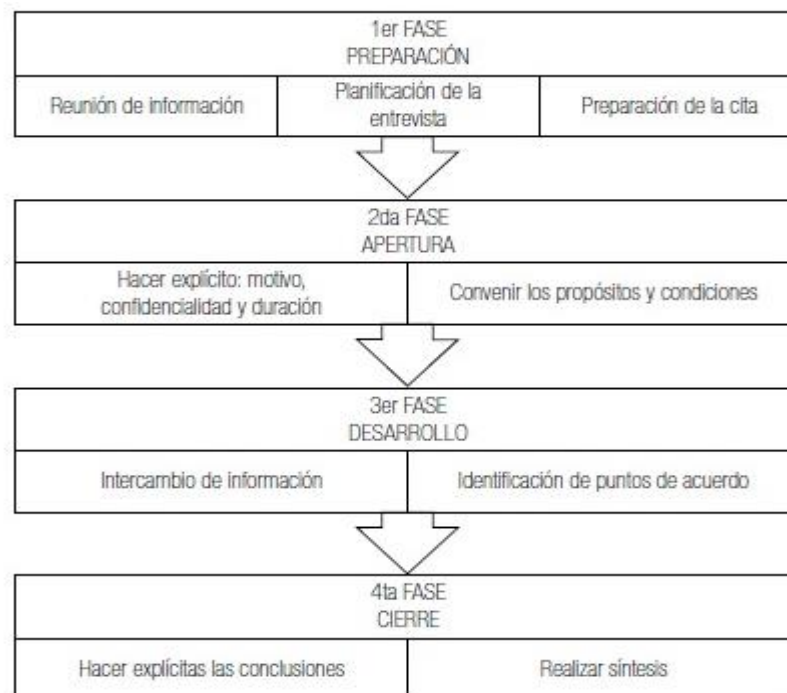 1er FASE
PREPARACIÓN
Reunión de información
Planificación de la
entrevista
Preparación de la cita
2da FASE
APERTURA
Hacer explícito: motivo,
confidencialidad y duración
Convenir los propósitos y condiciones
3er FASE
DESARROLLO
Intercambio de información
Identificación de puntos de acuerdo
4ta FASE
CIERRE
Hacer explícitas las conclusiones
Realizar síntesis